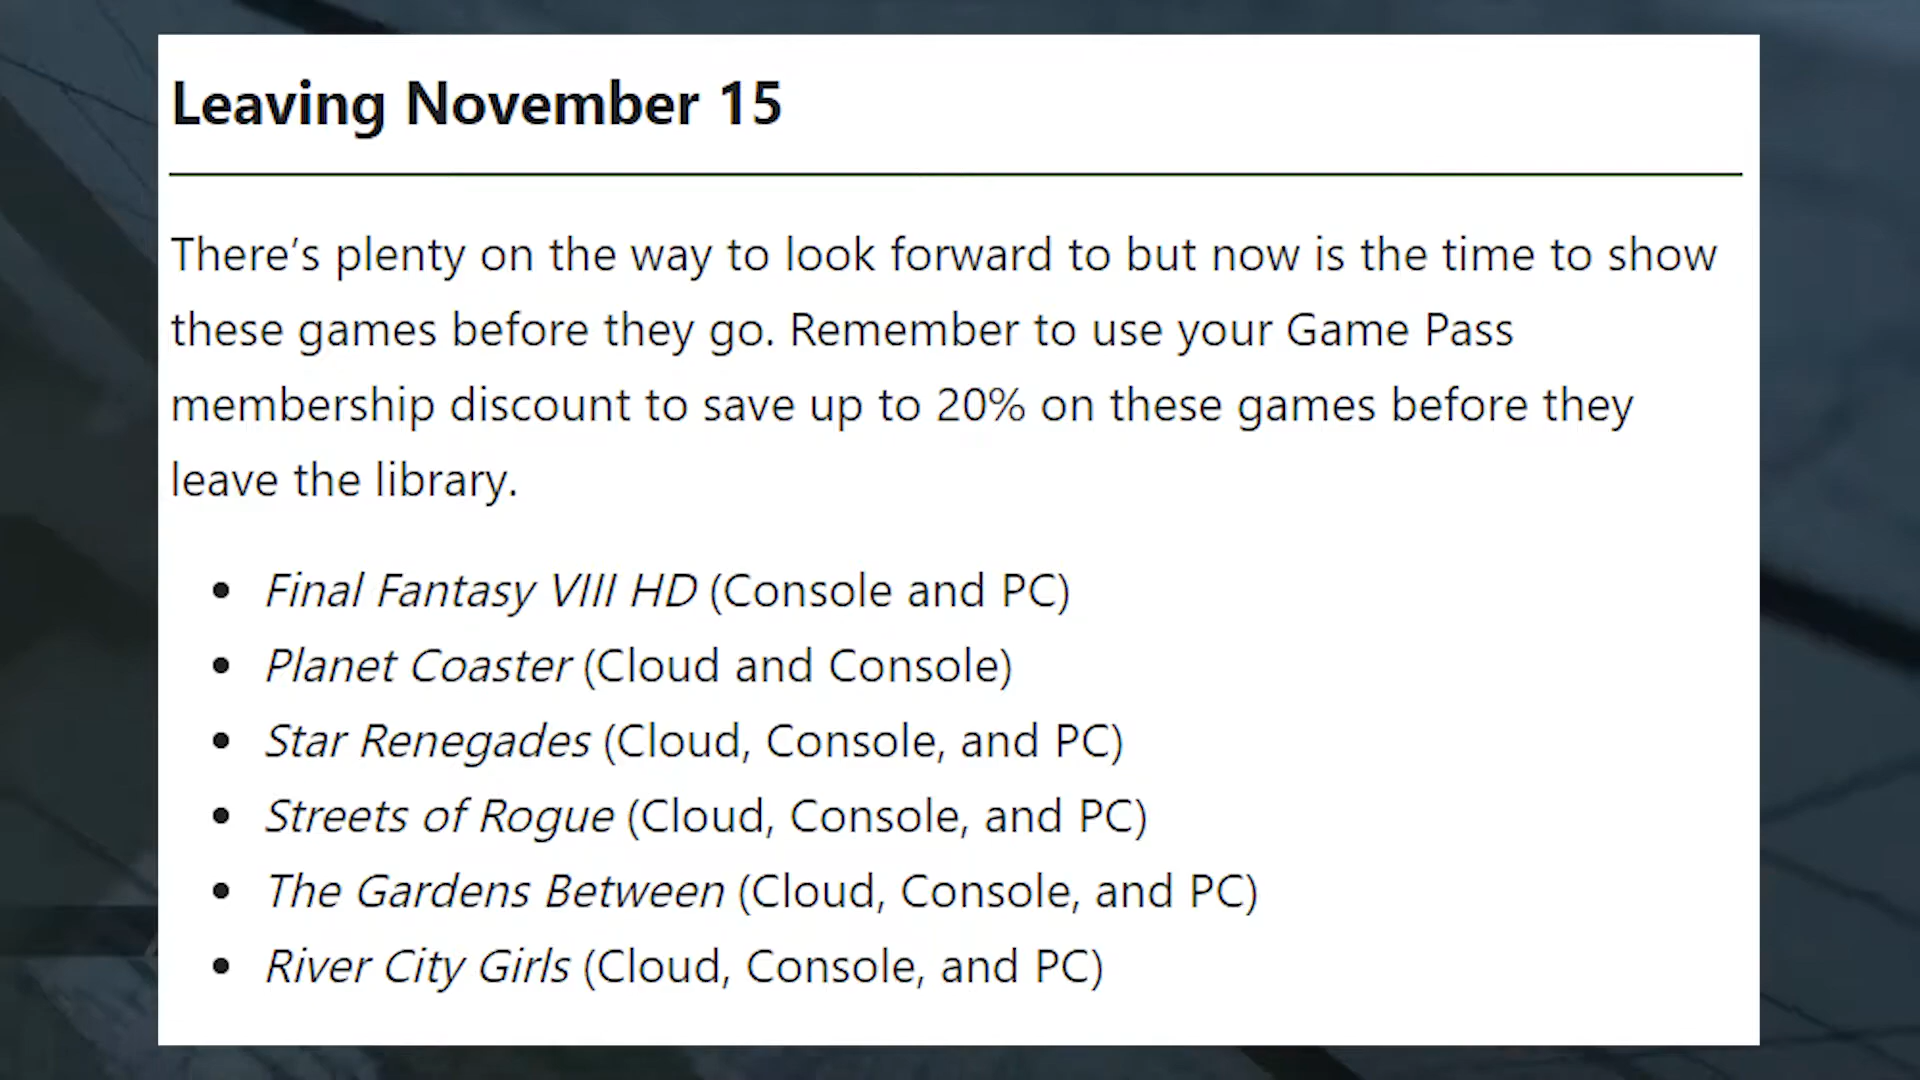 Leaving November 15
There’s plenty on the way to look forward to but now is the time to show
these games before they go. Remember to use your Game Pass
membership discount to save up to 20% on these games before they
leave the library.
• Final Fantasy VIII HD (Console and PC)
• Planet Coaster (Cloud and Console)
• Star Renegades (Cloud, Console, and PC)
• Streets of Rogue (Cloud, Console, and PC)
• The Gardens Between (Cloud, Console, and PC)
• River City Girls (Cloud, Console, and PC)